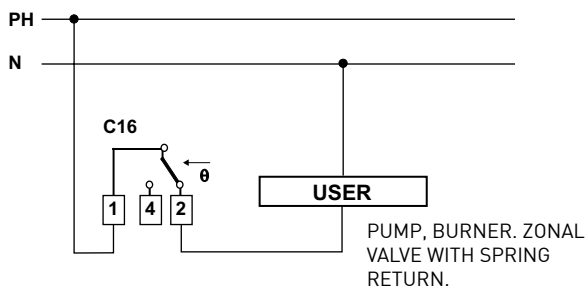 PH
N
C16
θ
1 4 2
USER
PUMP, BURNER. ZONAL
VALVE WITH SPRING
RETURN.